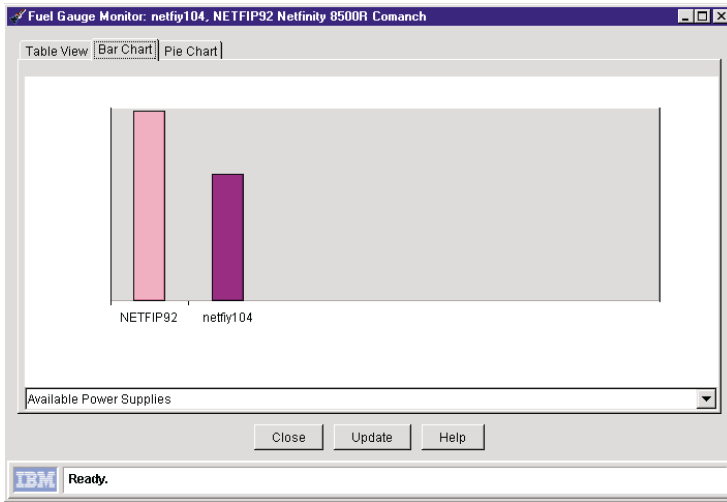 Fuel Gauge Monitor: netfiy104, NETFIP92 Netfinity 8500R Comanch
Table View Bar Chart Pie Chart
NETFIP92 netfiy104
Available Power Supplies
Close Update Help
IBM Ready.